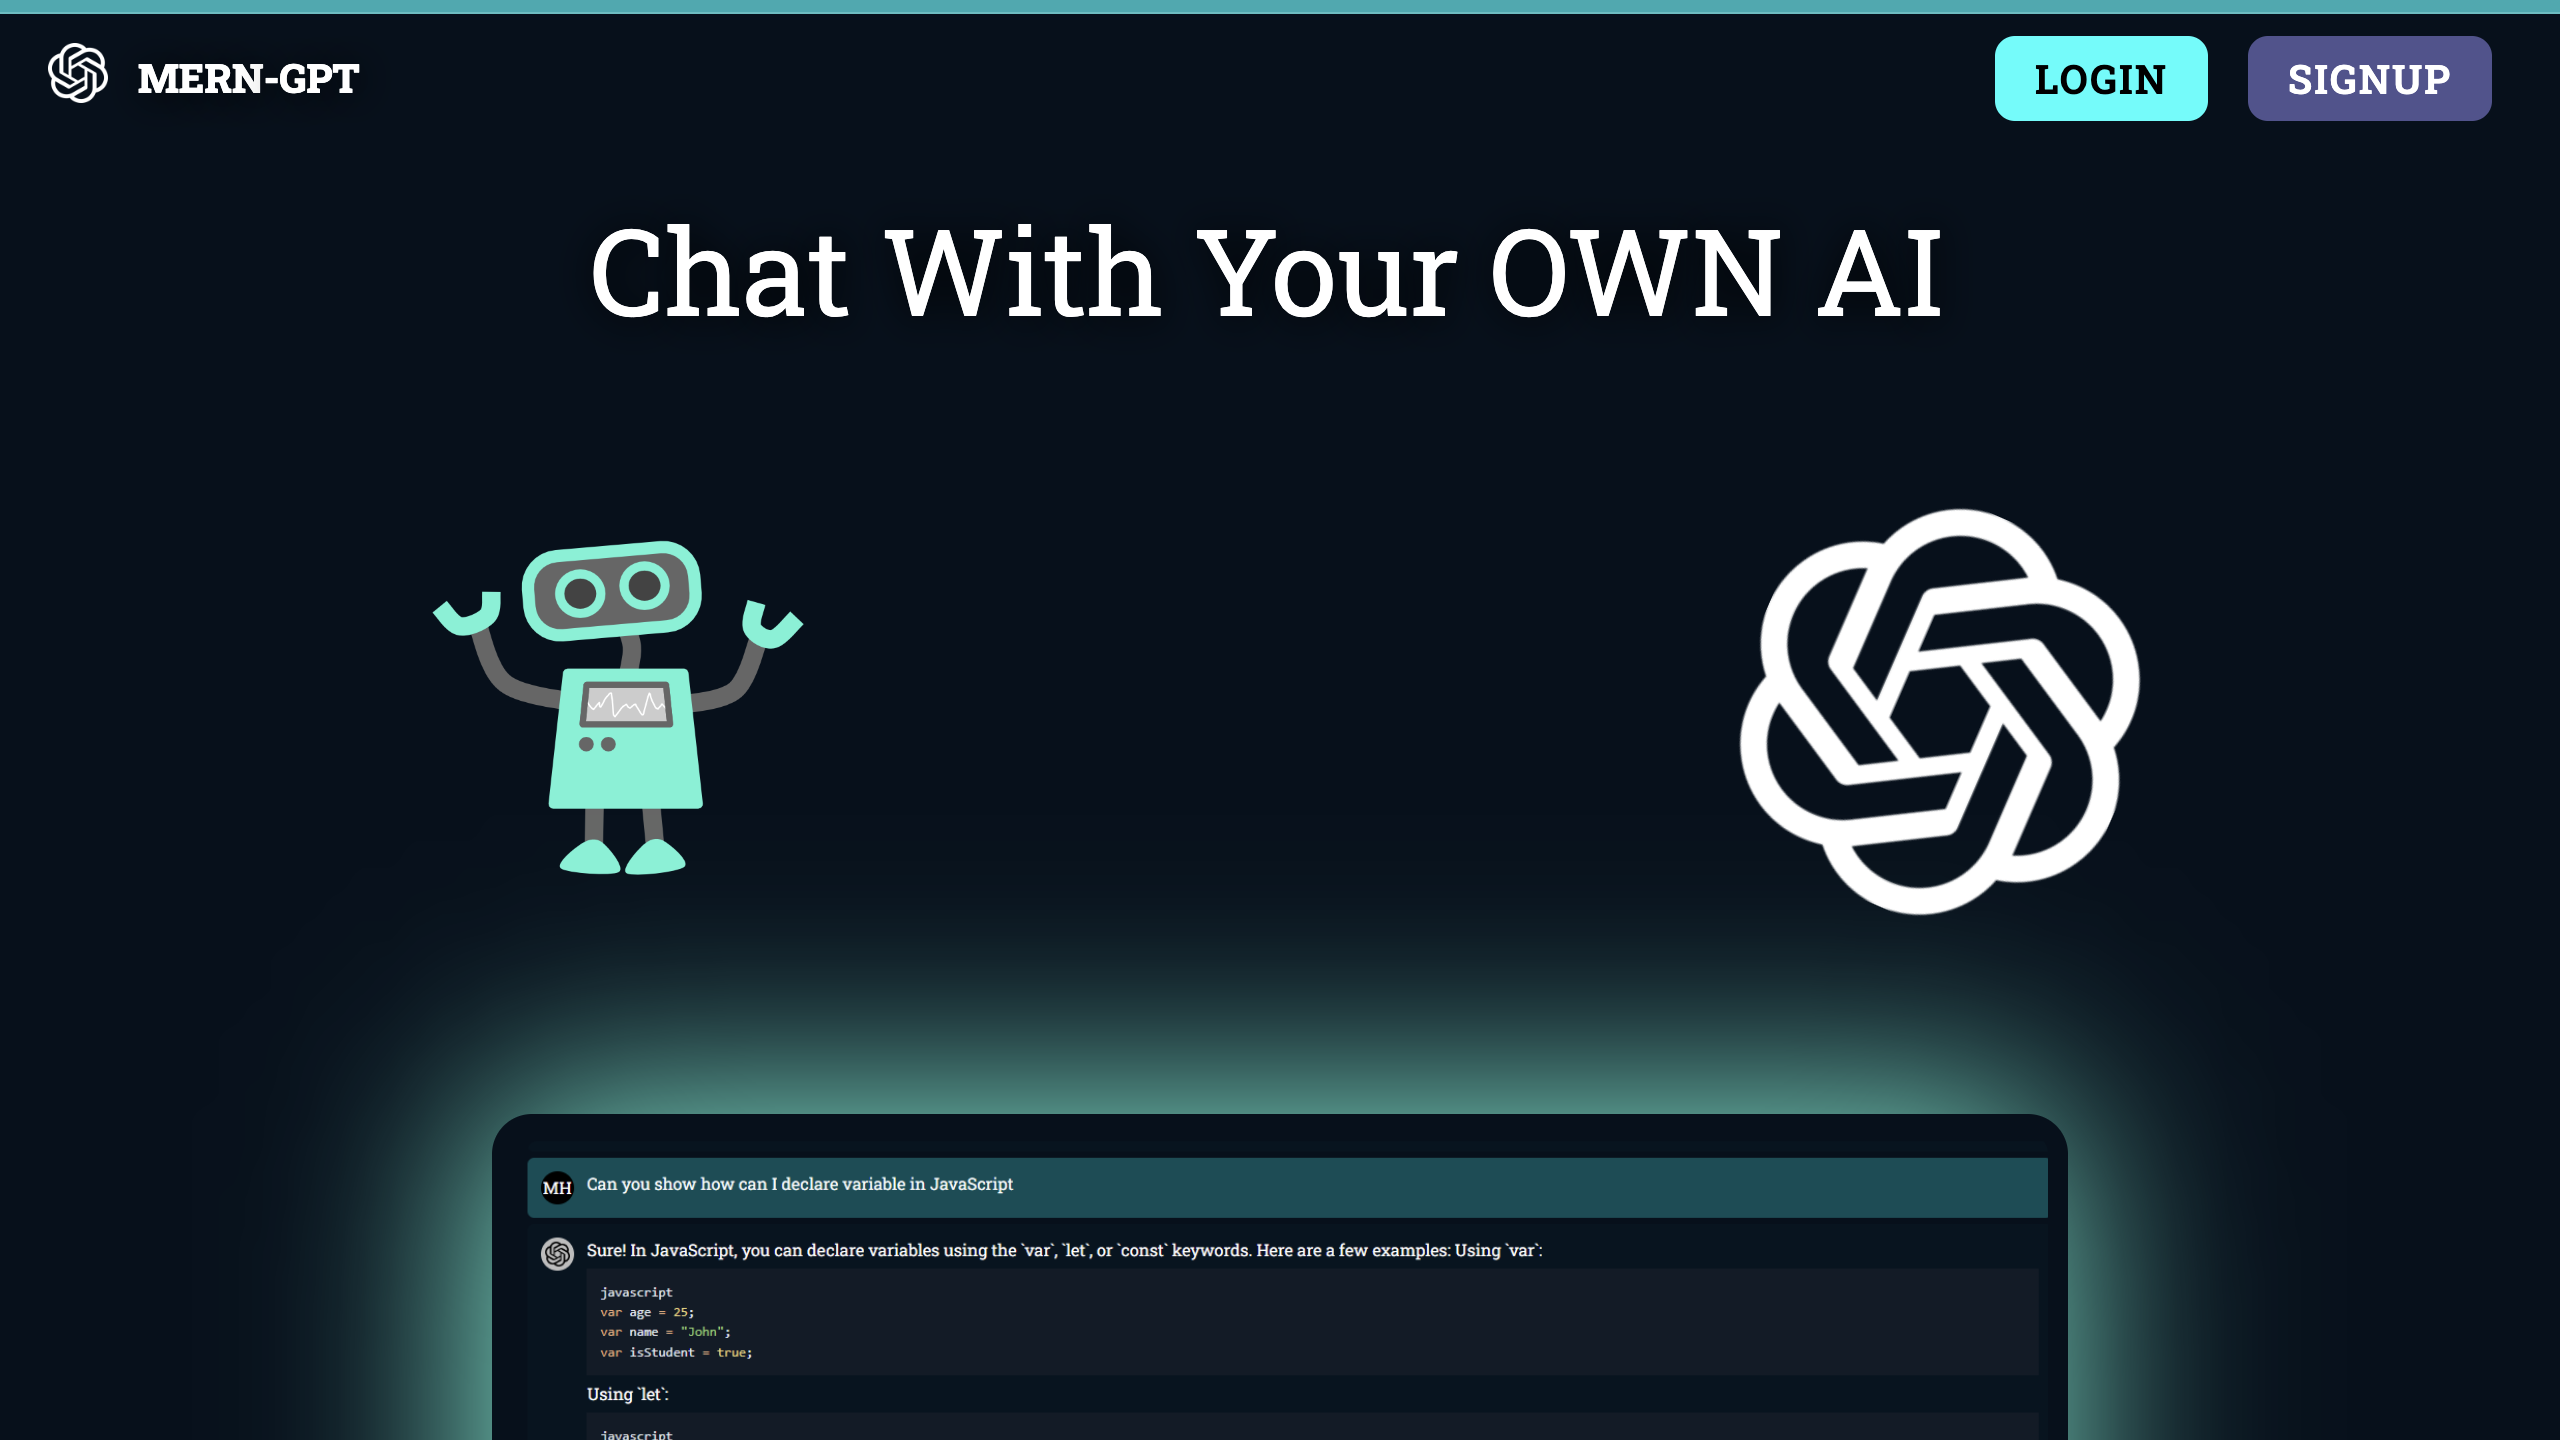 MERN-GPT
LOGIN
SIGNUP
Chat With Your OWN AI
MH
Can you show how can I declare variable in JavaScript
Sure! In JavaScript, you can declare variables using the `var`, `let`, or `const` keywords. Here are a few examples: Using `var`:
javascript
var age = 25;
var name = "John";
var isStudent = true;
Using `let`:
javascript